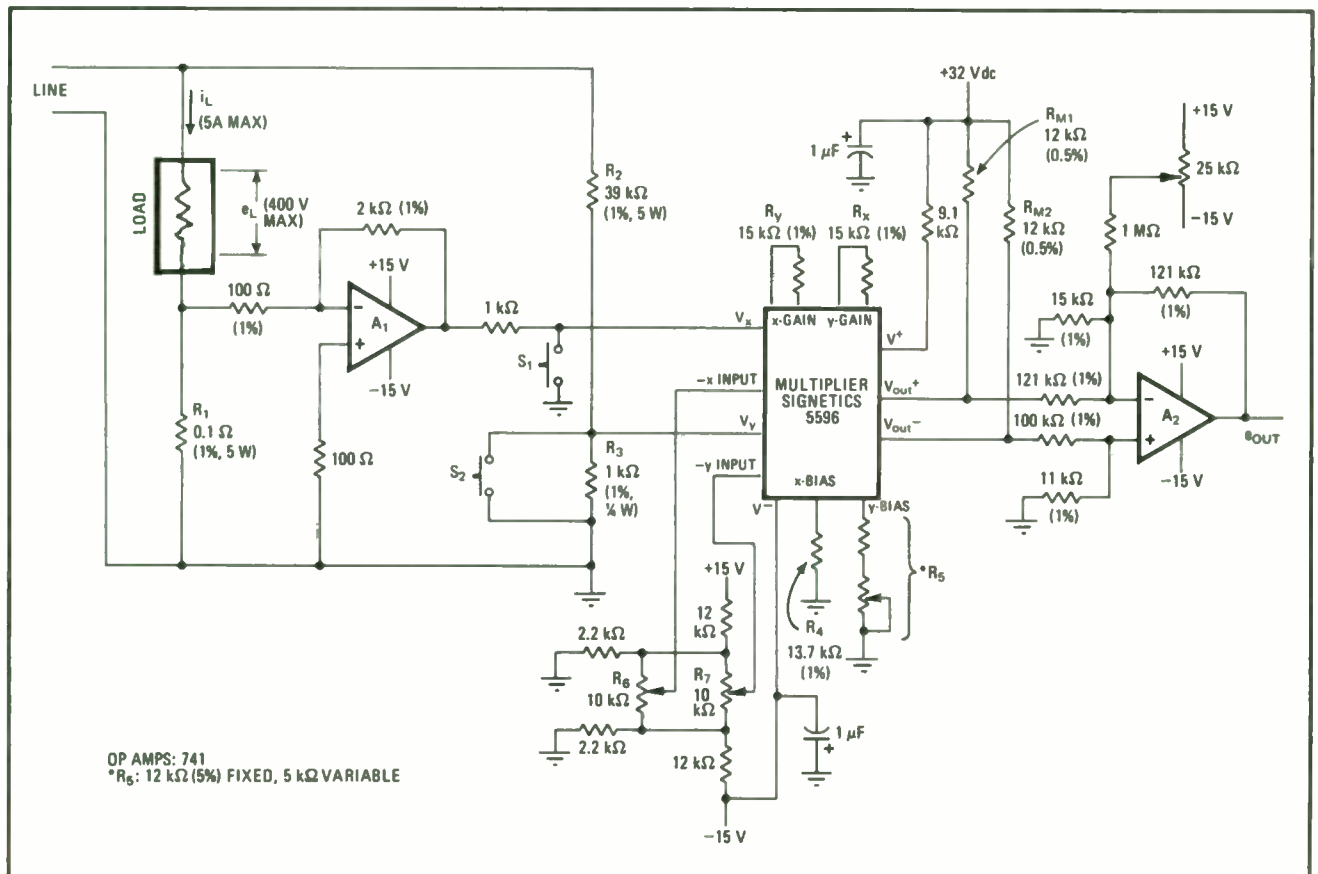 LINE
iL
(5A MAX)
LOAD
eL (400 V
MAX)
2 kΩ (1%)
+15 V
100 Ω
(1%)
A1
−15 V
R1
0.1 Ω
(1%, 5 W)
100 Ω
1 kΩ
S1
R2
39 kΩ
(1%, 5 W)
S2
R3
1 kΩ
(1%,
¼ W)
Vx
−x INPUT
Vy
−y INPUT
Ry
15 kΩ (1%)
Rx
15 kΩ (1%)
x-GAIN y-GAIN
MULTIPLIER
SIGNETICS
5596
x-BIAS
V−
y-BIAS
V+
Vout+
Vout−
+32 Vdc
1 μF
+
9.1
kΩ
RM1
12 kΩ
(0.5%)
RM2
12 kΩ
(0.5%)
+15 V
25 kΩ
−15 V
1 MΩ
121 kΩ
(1%)
15 kΩ
(1%)
121 kΩ (1%)
100 kΩ (1%)
11 kΩ
(1%)
+15 V
A2
−15 V
eOUT
*R5
R4
13.7 kΩ
(1%)
+15 V
12
kΩ
2.2 kΩ
R6
10 kΩ
R7
10
kΩ
2.2 kΩ
12 kΩ
1 μF
+
−15 V
OP AMPS: 741
*R5: 12 kΩ (5%) FIXED, 5 kΩ VARIABLE